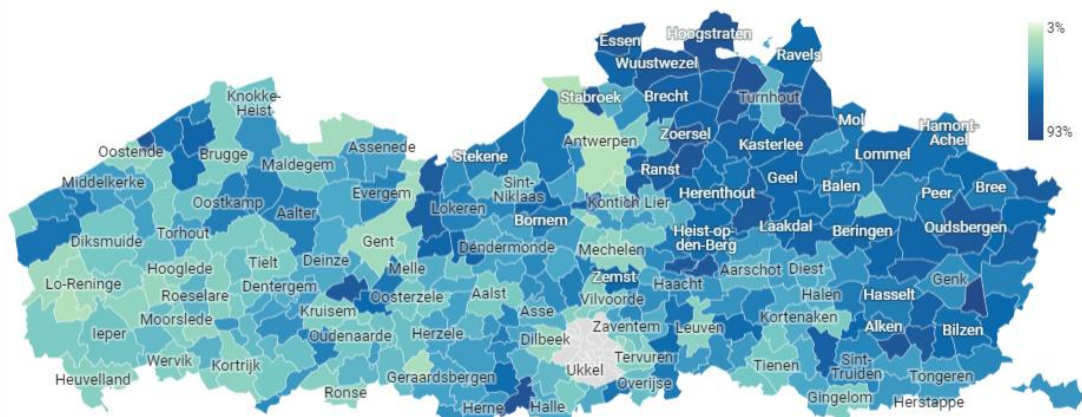 Essen
Hoogstraten
3%
Ravels
Wuustwezel
Knokke-
Heist
Stabroek
Brecht
Turnhout
93%
Oostende
Brugge
Maldegem
Assenede
Stekene
Antwerpen
Zoersel
Mol
Hamont-
Achel
Kasterlee
Lommel
Middelkerke
Oostkamp
Aalter
Evergem
Lokeren
Sint-
Niklaas
Ranst
Herenthout
Geel
Balen
Peer
Bree
Kontich
Lier
Bornem
Diksmuide
Torhout
Gent
Dendermonde
Mechelen
Heist-op-
den-Berg
Laakdal
Beringen
Oudsbergen
Hooglede
Tielt
Deinze
Melle
Lo-Reninge
Roeselare
Dentergem
Oosterzele
Aalst
Zemst
Haacht
Aarschot
Diest
Genk
Vilvoorde
Halen
Hasselt
Moorslede
Kruisem
Asse
Ieper
Oudenaarde
Herzele
Dilbeek
Zaventem
Leuven
Kortenaken
Alken
Bilzen
Wervik
Kortrijk
Ukkel
Tervuren
Tienen
Sint-
Truiden
Heuvelland
Ronse
Geraardsbergen
Overijse
Tongeren
Herne
Halle
Gingelom
Herstappe